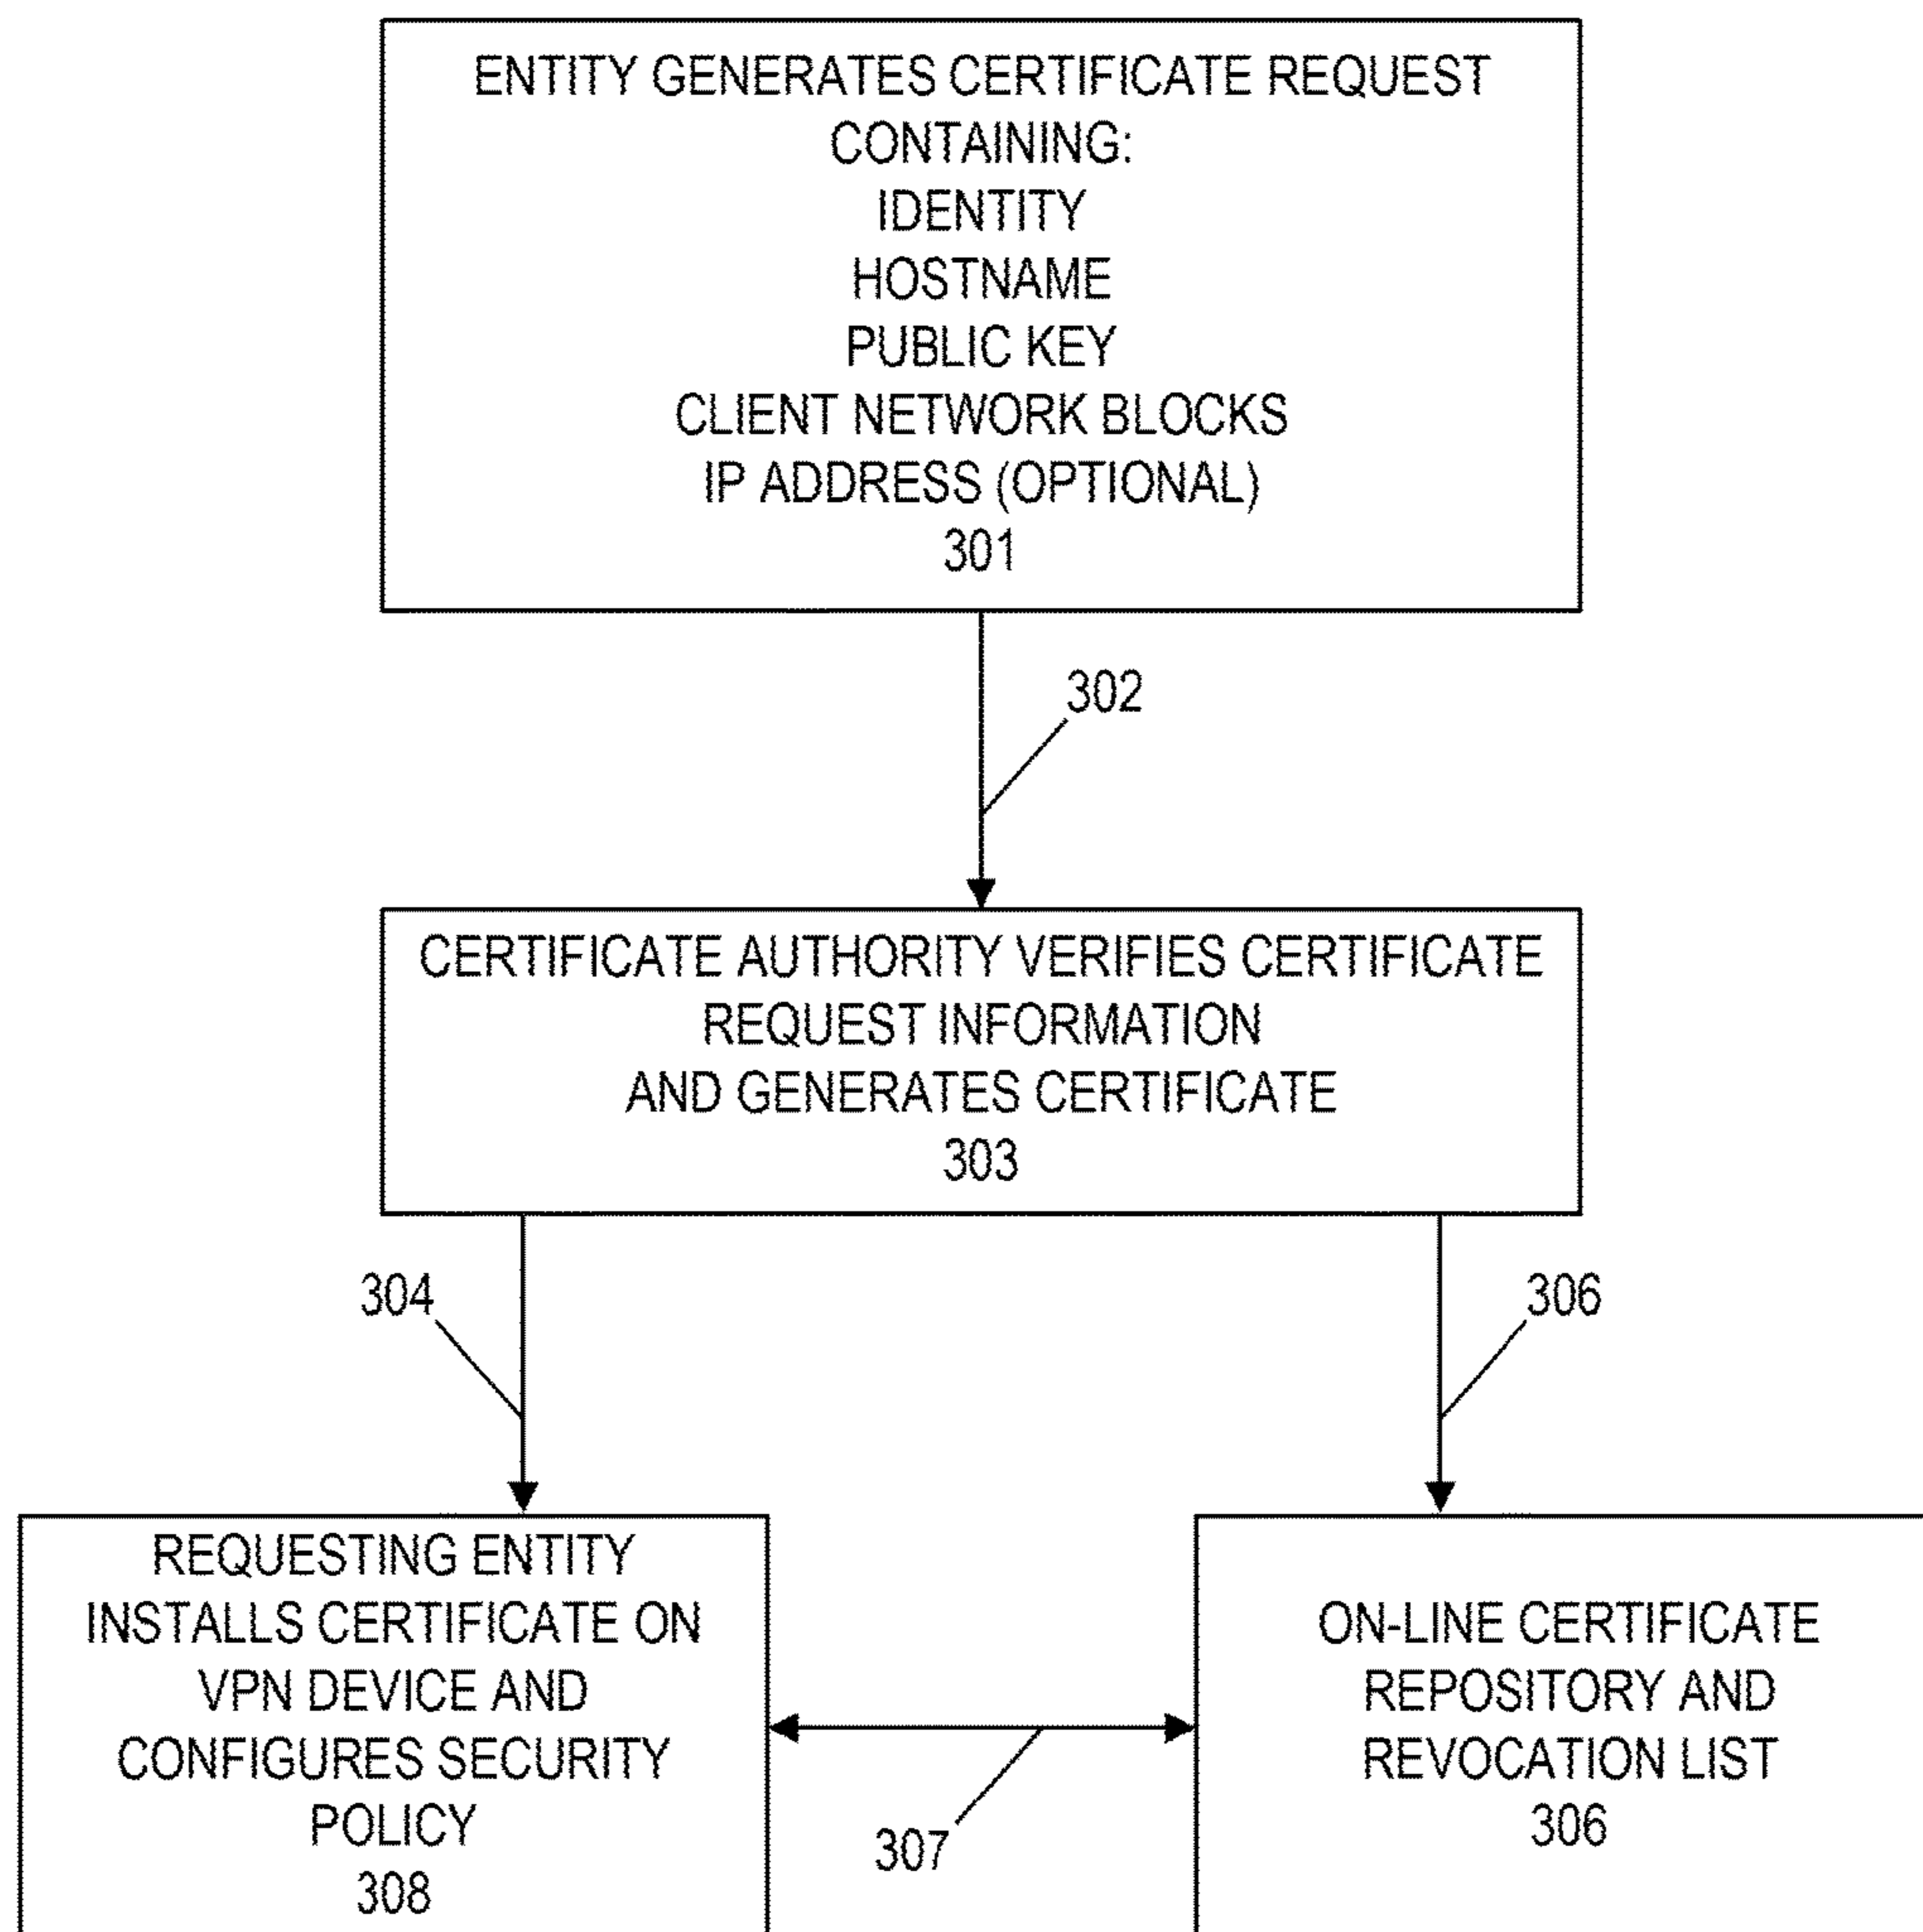 ENTITY GENERATES CERTIFICATE REQUEST
CONTAINING:
IDENTITY
HOSTNAME
PUBLIC KEY
CLIENT NETWORK BLOCKS
IP ADDRESS (OPTIONAL)
301
302
CERTIFICATE AUTHORITY VERIFIES CERTIFICATE
REQUEST INFORMATION
AND GENERATES CERTIFICATE
303
304
306
REQUESTING ENTITY
INSTALLS CERTIFICATE ON
VPN DEVICE AND
CONFIGURES SECURITY
POLICY
308
307
ON-LINE CERTIFICATE
REPOSITORY AND
REVOCATION LIST
306